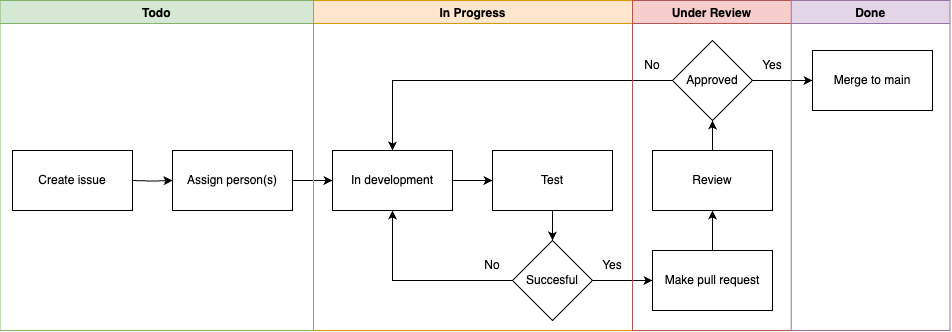 Todo
In Progress
Under Review
Done
No
Approved
Yes
Merge to main
Create issue
Assign person(s)
In development
Test
Review
No
Succesful
Yes
Make pull request